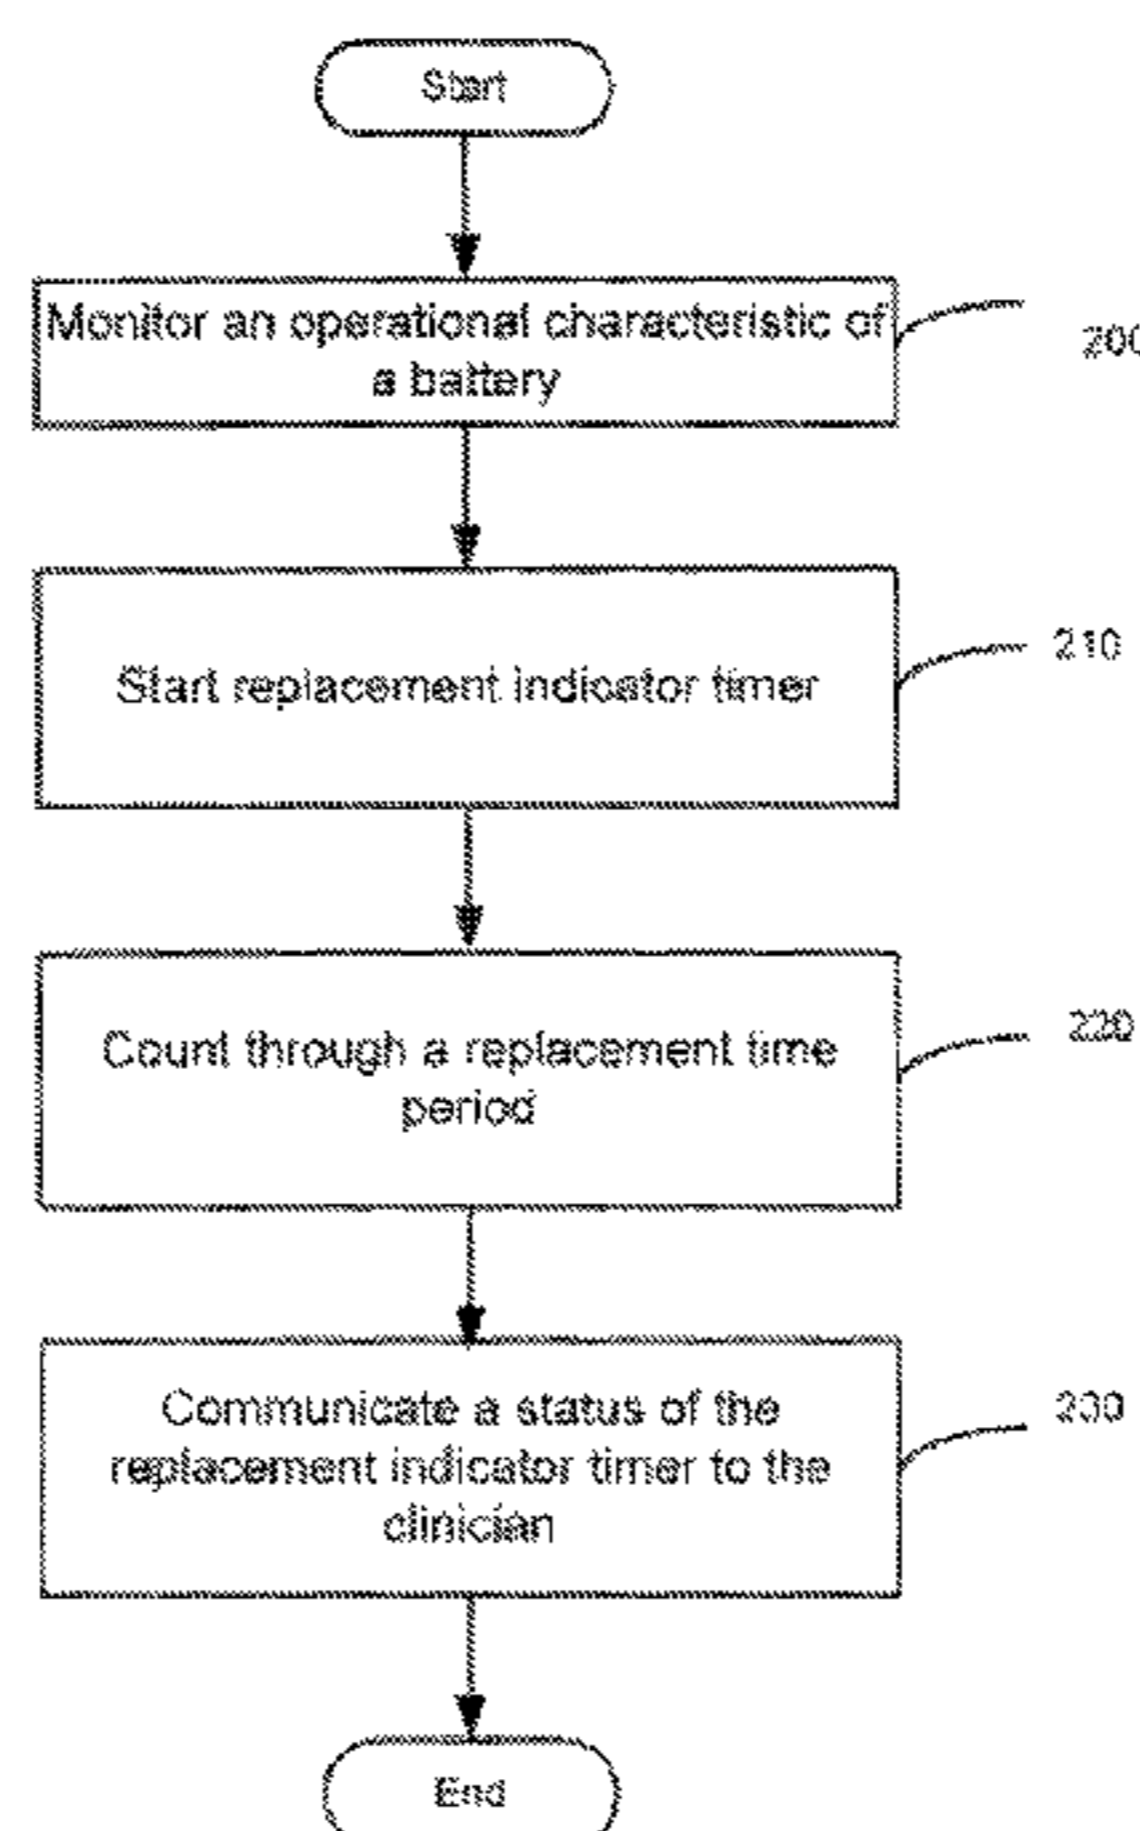 Start
Monitor an operational characteristic of
a battery
200
Start replacement indicator timer
210
Count through a replacement time
period
220
Communicate a status of the
replacement indicator timer to the
clinician
230
End